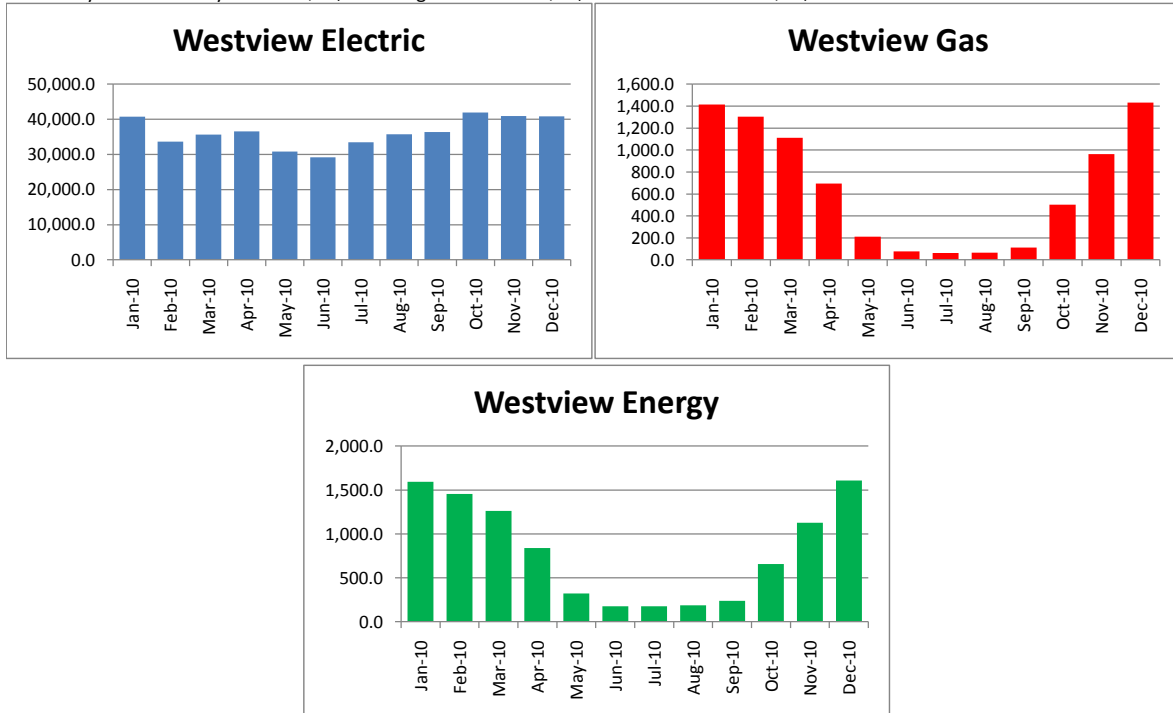 Westview Electric
50,000.0
40,000.0
30,000.0
20,000.0
10,000.0
0.0
Jan-10
Feb-10
Mar-10
Apr-10
May-10
Jun-10
Jul-10
Aug-10
Sep-10
Oct-10
Nov-10
Dec-10
Westview Gas
1,600.0
1,400.0
1,200.0
1,000.0
800.0
600.0
400.0
200.0
0.0
Jan-10
Feb-10
Mar-10
Apr-10
May-10
Jun-10
Jul-10
Aug-10
Sep-10
Oct-10
Nov-10
Dec-10
Westview Energy
2,000.0
1,500.0
1,000.0
500.0
0.0
Jan-10
Feb-10
Mar-10
Apr-10
May-10
Jun-10
Jul-10
Aug-10
Sep-10
Oct-10
Nov-10
Dec-10